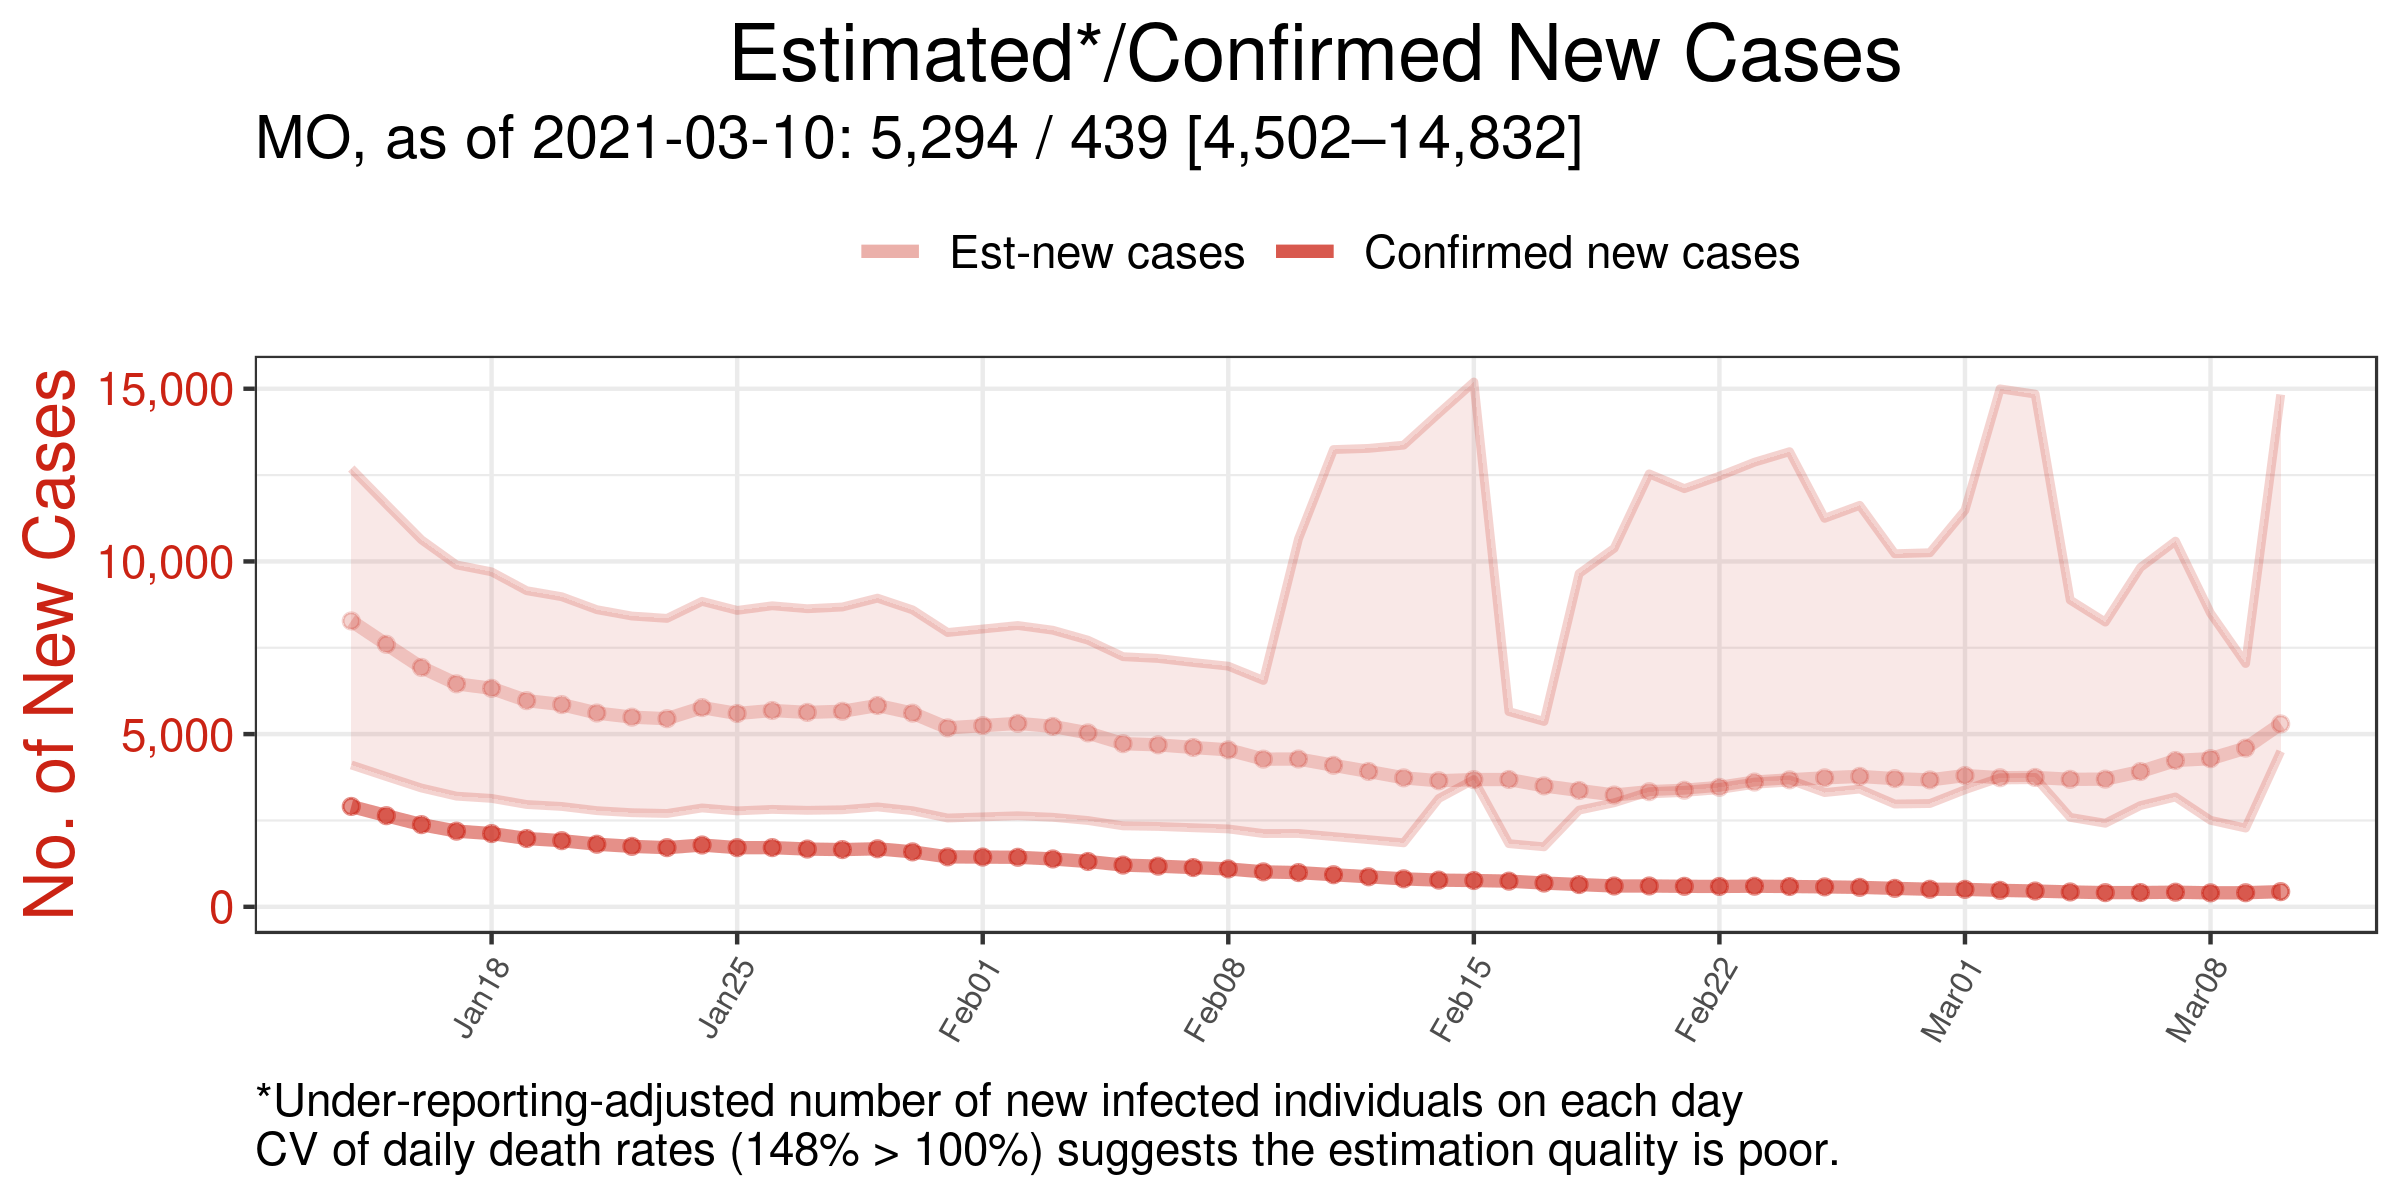 Estimated*/Confirmed New Cases
MO, as of 2021-03-10: 5,294 / 439 [4,502–14,832]
Est-new cases
Confirmed new cases
No. of New Cases
15,000
10,000
5,000
0
Jan18
Jan25
Feb01
Feb08
Feb15
Feb22
Mar01
Mar08
*Under-reporting-adjusted number of new infected individuals on each day
CV of daily death rates (148% > 100%) suggests the estimation quality is poor.